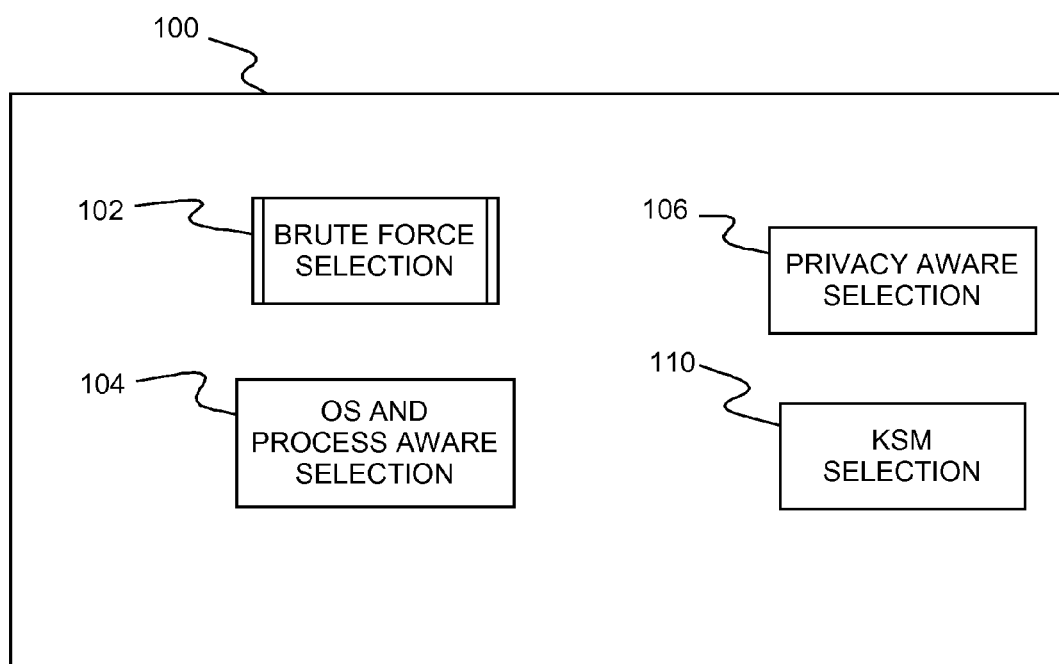 100
102
BRUTE FORCE
SELECTION
106
PRIVACY AWARE
SELECTION
104
OS AND
PROCESS AWARE
SELECTION
110
KSM
SELECTION